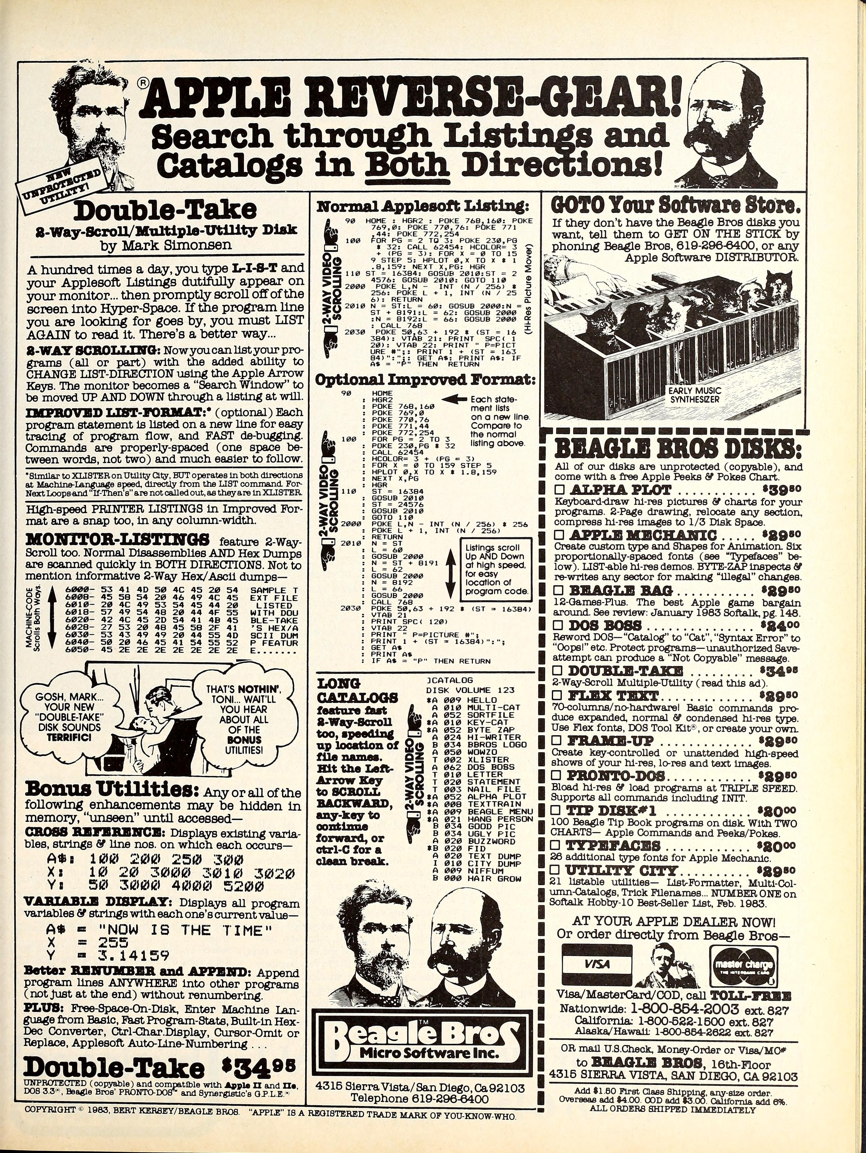 ® APPLE REVERSE-GEAR!
Search through Listings and
Catalogs in Both Directions!
NEW
UNPROTECTED
UTILITY!
Double-Take
2-Way-Scroll/Multiple-Utility Disk
by Mark Simonsen
A hundred times a day, you type L-I-S-T and
your Applesoft Listings dutifully appear on
your monitor... then promptly scroll off of the
screen into Hyper-Space. If the program line
you are looking for goes by, you must LIST
AGAIN to read it. There's a better way...
2-WAY SCROLLING: Now you can list your pro-
grams (all or part) with the added ability to
CHANGE LIST-DIRECTION using the Apple Arrow
Keys. The monitor becomes a "Search Window" to
be moved UP AND DOWN through a listing at will.
IMPROVED LIST-FORMAT:* (optional) Each
program statement is listed on a new line for easy
tracing of program flow, and FAST de-bugging.
Commands are properly-spaced (one space be-
tween words, not two) and much easier to follow.
*Similar to XLISTER on Utility City, BUT operates in both directions
at Machine-Language speed, directly from the LIST command. For-
Next Loops and "If-Then's" are not called out, as they are in XLISTER.
High-speed PRINTER LISTINGS in Improved For-
mat are a snap too, in any column-width.
MONITOR-LISTINGS feature 2-Way-
Scroll too. Normal Disassemblies AND Hex Dumps
are scanned quickly in BOTH DIRECTIONS. Not to
mention informative 2-Way Hex/Ascii dumps—
MACHINE-CODE
Scrolls Both Ways.
6000- 53 41 4D 50 4C 45 20 54 SAMPLE T
6008- 45 58 54 20 46 49 4C 45 EXT FILE
6010- 20 4C 49 53 54 45 44 20 LISTED
6018- 57 49 54 48 20 44 4F 55 WITH DOU
6020- 42 4C 45 2D 54 41 4B 45 BLE-TAKE
6028- 27 53 20 48 45 58 2F 41 'S HEX/A
6030- 53 43 49 49 20 44 55 4D SCII DUM
6040- 50 20 46 45 41 54 55 52 P FEATUR
6050- 45 2E 2E 2E 2E 2E 2E 2E E.......
GOSH, MARK...
YOUR NEW
"DOUBLE-TAKE"
DISK SOUNDS
TERRIFIC!
THAT'S NOTHIN',
TONI... WAIT'LL
YOU HEAR
ABOUT ALL
OF THE
BONUS
UTILITIES!
Bonus Utilities: Any or all of the
following enhancements may be hidden in
memory, "unseen" until accessed—
CROSS REFERENCE: Displays existing varia-
bles, strings & line nos. on which each occurs—
A$: 100 200 250 300
X: 10 20 3000 3010 3020
Y: 50 3000 4000 5200
VARIABLE DISPLAY: Displays all program
variables & strings with each one's current value—
A$ = "NOW IS THE TIME"
X = 255
Y = 3.14159
Better RENUMBER and APPEND: Append
program lines ANYWHERE into other programs
(not just at the end) without renumbering.
PLUS: Free-Space-On-Disk, Enter Machine Lan-
guage from Basic, Fast Program-Stats, Built-in Hex-
Dec Converter, Ctrl-Char.Display, Cursor-Omit or
Replace, Applesoft Auto-Line-Numbering . . .
Double-Take $34.95
UNPROTECTED (copyable) and compatible with Apple II and IIe,
DOS 3.3®, Beagle Bros' PRONTO-DOS™ and Synergistic's G.P.L.E.®
Normal Applesoft Listing:
2-WAY VIDEO SCROLLING
90 HOME : HGR2 : POKE 768,160: POKE
769,0: POKE 770,76: POKE 771
,44: POKE 772,254
100 FOR PG = 2 TO 3: POKE 230,PG
* 32: CALL 62454: HCOLOR= 3
+ (PG = 3): FOR X = 0 TO 15
9 STEP 5: HPLOT 0,X TO X * 1
.8,159: NEXT X,PG: HGR
110 ST = 16384: GOSUB 2010:ST = 2
4576: GOSUB 2010: GOTO 110
2000 POKE L,N - INT (N / 256) *
256: POKE L + 1, INT (N / 25
6): RETURN
2010 N = ST:L = 60: GOSUB 2000:N =
ST + 8191:L = 62: GOSUB 2000
:N = 8192:L = 66: GOSUB 2000
: CALL 768
2030 POKE 50,63 + 192 * (ST = 16
384): VTAB 21: PRINT SPC( 1
20): VTAB 22: PRINT " P=PICT
URE #";: PRINT 1 + (ST = 163
84)":";: GET A$: PRINT A$: IF
A$ = "P" THEN RETURN
(Hi-Res Picture Mover)
Optional Improved Format:
2-WAY VIDEO SCROLLING
90 HOME
: HGR2
: POKE 768,160
: POKE 769,0
: POKE 770,76
: POKE 771,44
: POKE 772,254
100 : FOR PG = 2 TO 3
: POKE 230,PG * 32
: CALL 62454
: HCOLOR= 3 + (PG = 3)
: FOR X = 0 TO 159 STEP 5
: HPLOT 0,X TO X * 1.8,159
: NEXT X,PG
: HGR
110 : ST = 16384
: GOSUB 2010
: ST = 24576
: GOSUB 2010
: GOTO 110
2000 : POKE L,N - INT (N / 256) * 256
: POKE L + 1, INT (N / 256)
: RETURN
2010 : N = ST
: L = 60
: GOSUB 2000
: N = ST + 8191
: L = 62
: GOSUB 2000
: N = 8192
: L = 66
: GOSUB 2000
: CALL 768
2030 : POKE 50,63 + 192 * (ST = 16384)
: VTAB 21
: PRINT SPC( 120)
: VTAB 22
: PRINT " P=PICTURE #";
: PRINT 1 + (ST = 16384)":";
: GET A$
: PRINT A$
: IF A$ = "P" THEN RETURN
Each state-
ment lists
on a new line.
Compare to
the normal
listing above.
Listings scroll
UP AND Down
at high speed,
for easy
location of
program code.
LONG
CATALOGS
feature fast
2-Way-Scroll
too, speeding
up location of
file names.
Hit the Left-
Arrow Key
to SCROLL
BACKWARD,
any-key to
continue
forward, or
ctrl-C for a
clean break.
2-WAY VIDEO SCROLLING
]CATALOG
DISK VOLUME 123
*A 009 HELLO
A 010 MULTI-CAT
A 052 SORTFILE
*A 010 KEY-CAT
*A 052 BYTE ZAP
A 024 HI-WRITER
B 034 BBROS LOGO
A 050 WOWZO
T 002 XLISTER
A 062 DOS BOSS
T 010 LETTER
T 020 STATEMENT
T 003 NAIL FILE
*A 052 ALPHA PLOT
*A 008 TEXTTRAIN
*A 009 BEAGLE MENU
*A 021 HANG PERSON
B 034 GOOD PIC
B 034 UGLY PIC
A 020 BUZZWORD
*B 020 FID
A 020 TEXT DUMP
I 010 CITY DUMP
A 009 NIFFUM
B 000 HAIR GROW
Beagle Bros™
Micro Software Inc.
4315 Sierra Vista/San Diego, Ca 92103
Telephone 619-296-6400
GOTO Your Software Store.
If they don't have the Beagle Bros disks you
want, tell them to GET ON THE STICK by
phoning Beagle Bros, 619-296-6400, or any
Apple Software DISTRIBUTOR.
EARLY MUSIC
SYNTHESIZER
BEAGLE BROS DISKS:
All of our disks are unprotected (copyable), and
come with a free Apple Peeks & Pokes Chart.
☐ ALPHA PLOT ........ $39.50
Keyboard-draw hi-res pictures & charts for your
programs. 2-Page drawing, relocate any section,
compress hi-res images to 1/3 Disk Space.
☐ APPLE MECHANIC ..... $29.50
Create custom type and Shapes for Animation. Six
proportionally-spaced fonts (see "Typefaces" be-
low). LIST-able hi-res demos. BYTE-ZAP inspects &
re-writes any sector for making "illegal" changes.
☐ BEAGLE BAG ........ $29.50
12-Games-Plus. The best Apple game bargain
around. See review: January 1983 Softalk, pg. 148.
☐ DOS BOSS .......... $24.00
Reword DOS—"Catalog" to "Cat", "Syntax Error" to
"Oops!" etc. Protect programs—unauthorized Save-
attempt can produce a "Not Copyable" message.
☐ DOUBLE-TAKE ........ $34.95
2-Way-Scroll Multiple-Utility (read this ad).
☐ FLEX TEXT .......... $29.50
70-columns/no-hardware! Basic commands pro-
duce expanded, normal & condensed hi-res type.
Use Flex fonts, DOS Tool Kit®, or create your own.
☐ FRAME-UP .......... $29.50
Create key-controlled or unattended high-speed
shows of your hi-res, lo-res and text images.
☐ PRONTO-DOS .......... $29.50
Bload hi-res & load programs at TRIPLE SPEED.
Supports all commands including INIT.
☐ TIP DISK#1 ........ $20.00
100 Beagle Tip Book programs on disk. With TWO
CHARTS— Apple Commands and Peeks/Pokes.
☐ TYPEFACES .......... $20.00
26 additional type fonts for Apple Mechanic.
☐ UTILITY CITY ........ $29.50
21 listable utilities— List-Formatter, Multi-Col-
umn-Catalogs, Trick Filenames... NUMBER ONE on
Softalk Hobby-10 Best-Seller List, Feb. 1983.
AT YOUR APPLE DEALER NOW!
Or order directly from Beagle Bros—
VISA
master charge
THE INTERBANK CARD
Visa/MasterCard/COD, call TOLL-FREE
Nationwide: 1-800-854-2003 ext. 827
California: 1-800-522-1500 ext. 827
Alaska/Hawaii: 1-800-854-2622 ext. 827
OR mail U.S. Check, Money-Order or Visa/MC#
to BEAGLE BROS, 16th-Floor
4315 SIERRA VISTA, SAN DIEGO, CA 92103
Add $1.50 First Class Shipping, any-size order.
Overseas add $4.00. COD add $3.00. California add 6%.
ALL ORDERS SHIPPED IMMEDIATELY
COPYRIGHT © 1983, BERT KERSEY/BEAGLE BROS. "APPLE" IS A REGISTERED TRADE MARK OF YOU-KNOW-WHO.